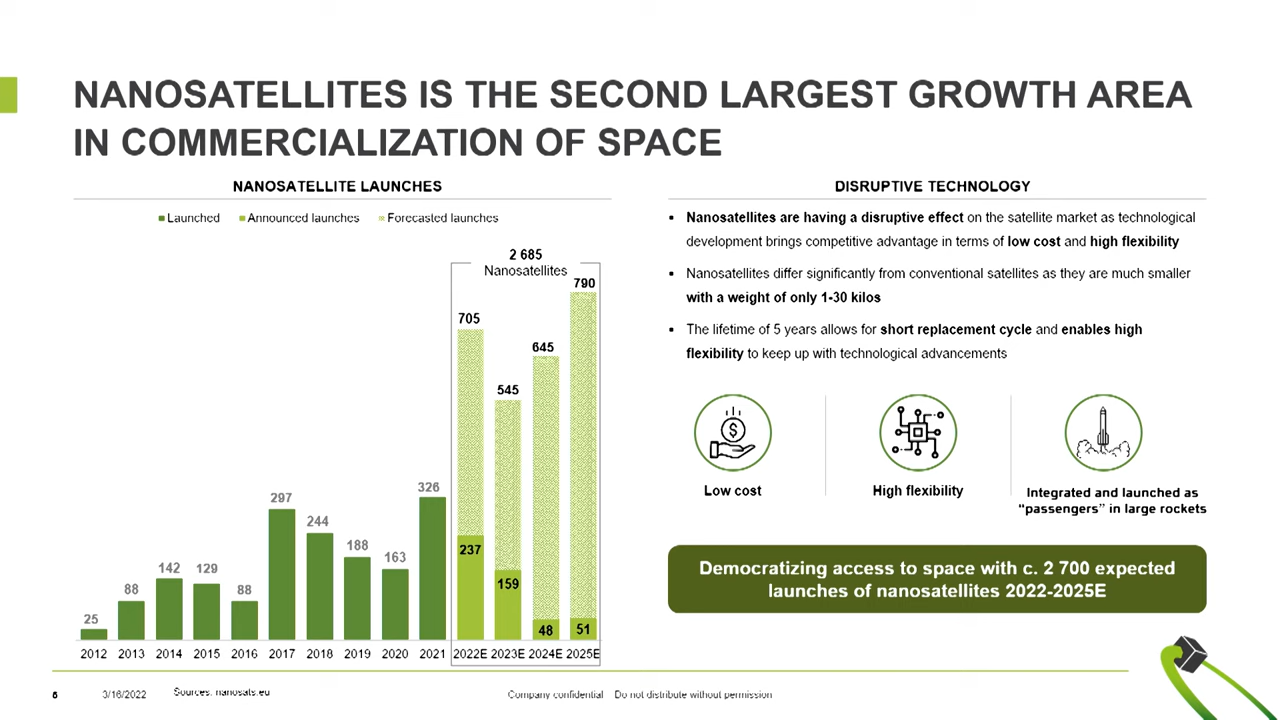 NANOSATELLITES IS THE SECOND LARGEST GROWTH AREA
IN COMMERCIALIZATION OF SPACE
NANOSATELLITE LAUNCHES
Launched
Announced launches
Forecasted launches
2 685
Nanosatellites
790
705
645
545
326
297
244
237
188
163
159
142
129
88
88
25
48
51
2012 2013 2014 2015 2016 2017 2018 2019 2020 2021 2022E 2023E 2024E 2025E
DISRUPTIVE TECHNOLOGY
▪ Nanosatellites are having a disruptive effect on the satellite market as technological
development brings competitive advantage in terms of low cost and high flexibility
▪ Nanosatellites differ significantly from conventional satellites as they are much smaller
with a weight of only 1-30 kilos
▪ The lifetime of 5 years allows for short replacement cycle and enables high
flexibility to keep up with technological advancements
$
Low cost
High flexibility
Integrated and launched as
“passengers” in large rockets
Democratizing access to space with c. 2 700 expected
launches of nanosatellites 2022-2025E
6 3/16/2022 Sources: nanosats.eu Company confidential Do not distribute without permission